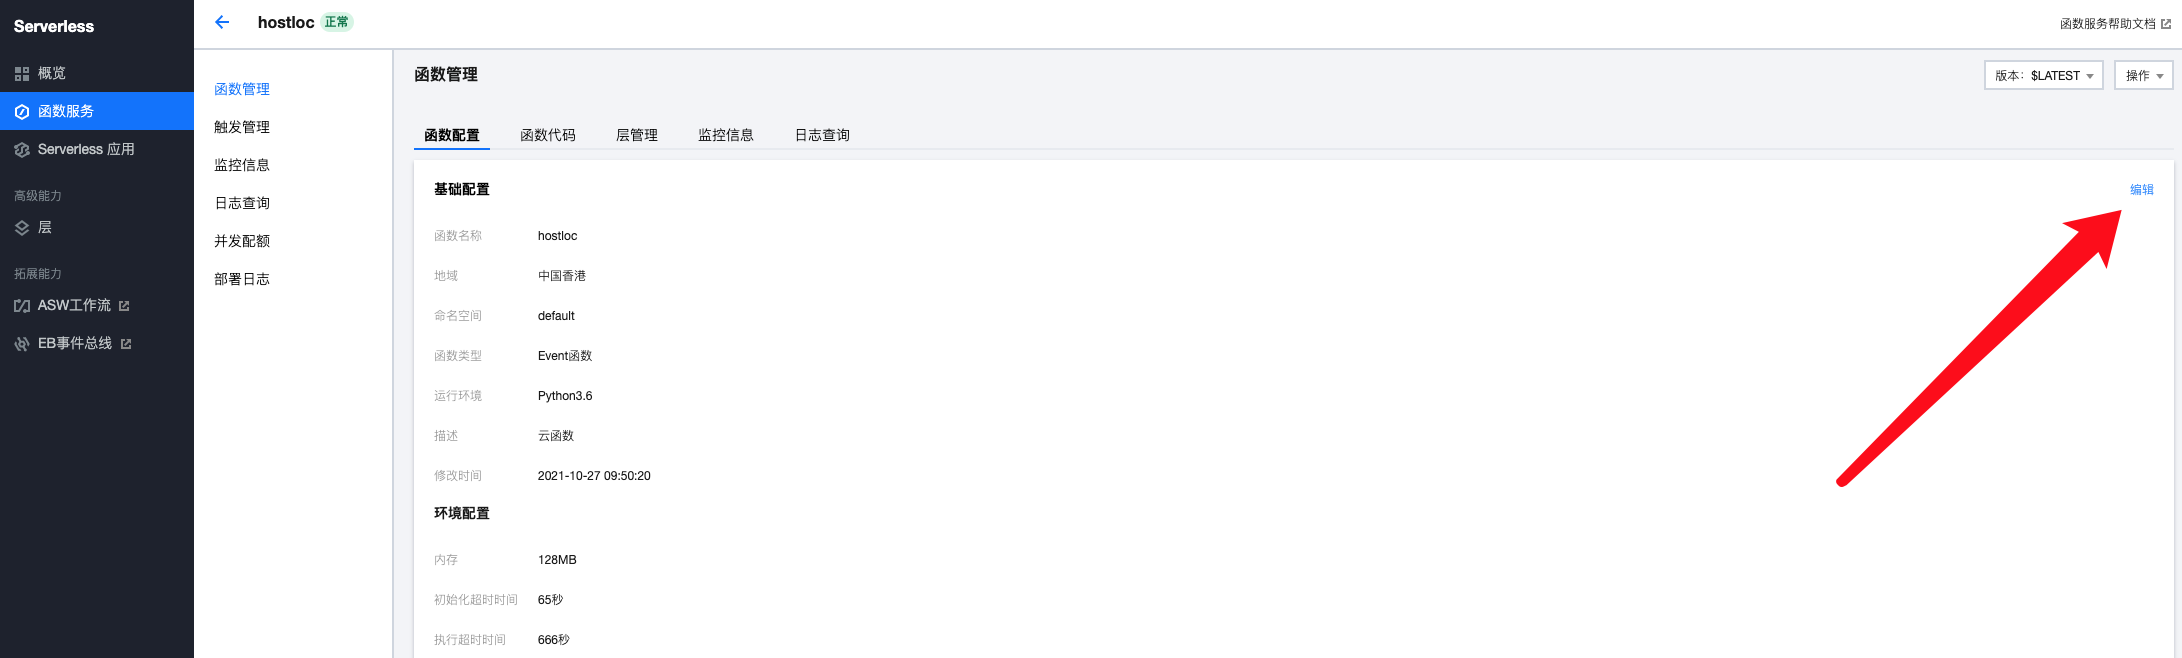 Serverless
概览
函数服务
Serverless 应用
高级能力
层
拓展能力
ASW工作流
EB事件总线
hostloc 正常
函数服务帮助文档
函数管理
触发管理
监控信息
日志查询
并发配额
部署日志
函数管理
版本：$LATEST
操作
函数配置 函数代码 层管理 监控信息 日志查询
基础配置
编辑
函数名称 hostloc
地域 中国香港
命名空间 default
函数类型 Event函数
运行环境 Python3.6
描述 云函数
修改时间 2021-10-27 09:50:20
环境配置
内存 128MB
初始化超时时间 65秒
执行超时时间 666秒